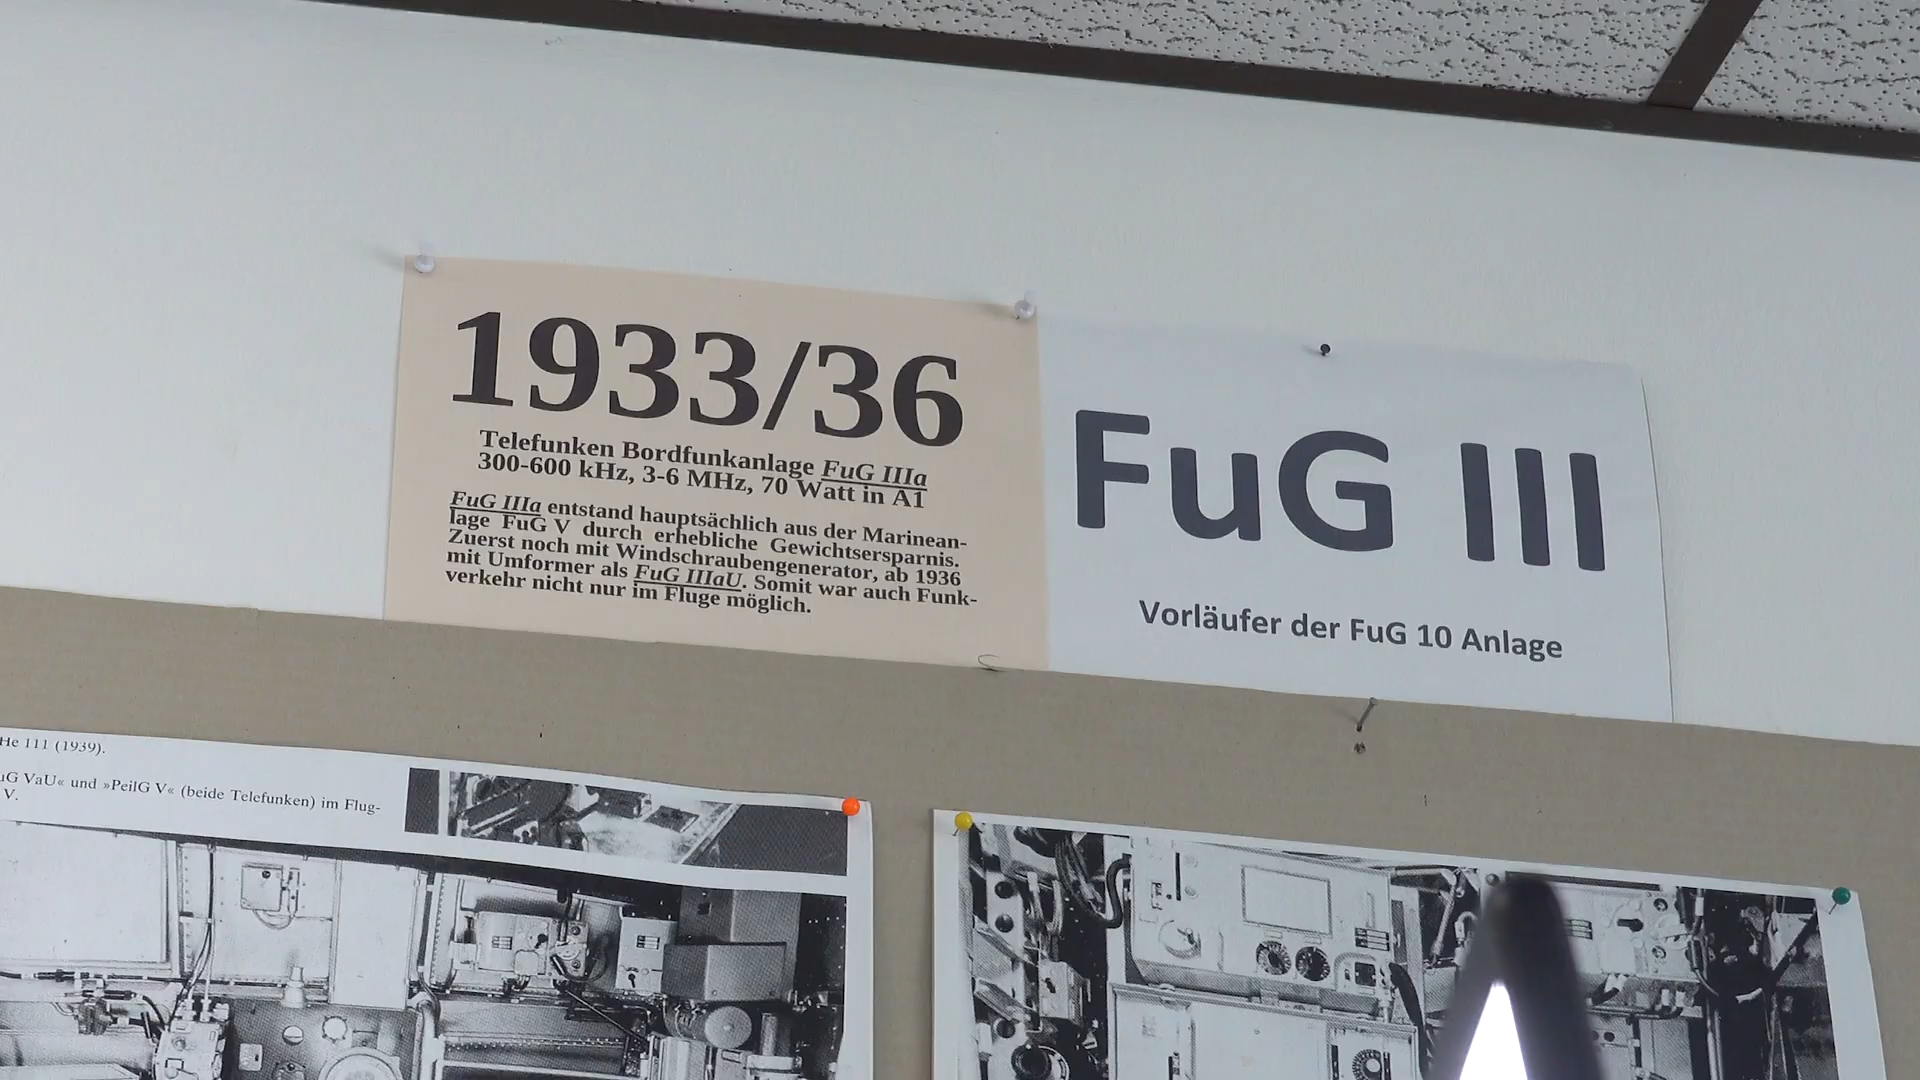 1933/36
Telefunken Bordfunkanlage FuG IIIa
300-600 kHz, 3-6 MHz, 70 Watt in A1
FuG IIIa entstand hauptsächlich aus der Marinean-
lage FuG V durch erhebliche Gewichtsersparnis.
Zuerst noch mit Windschraubengenerator, ab 1936
mit Umformer als FuG IIIaU. Somit war auch Funk-
verkehr nicht nur im Fluge möglich.
FuG III
Vorläufer der FuG 10 Anlage
He 111 (1939).
uG VaU« und »PeilG V« (beide Telefunken) im Flug-
V.